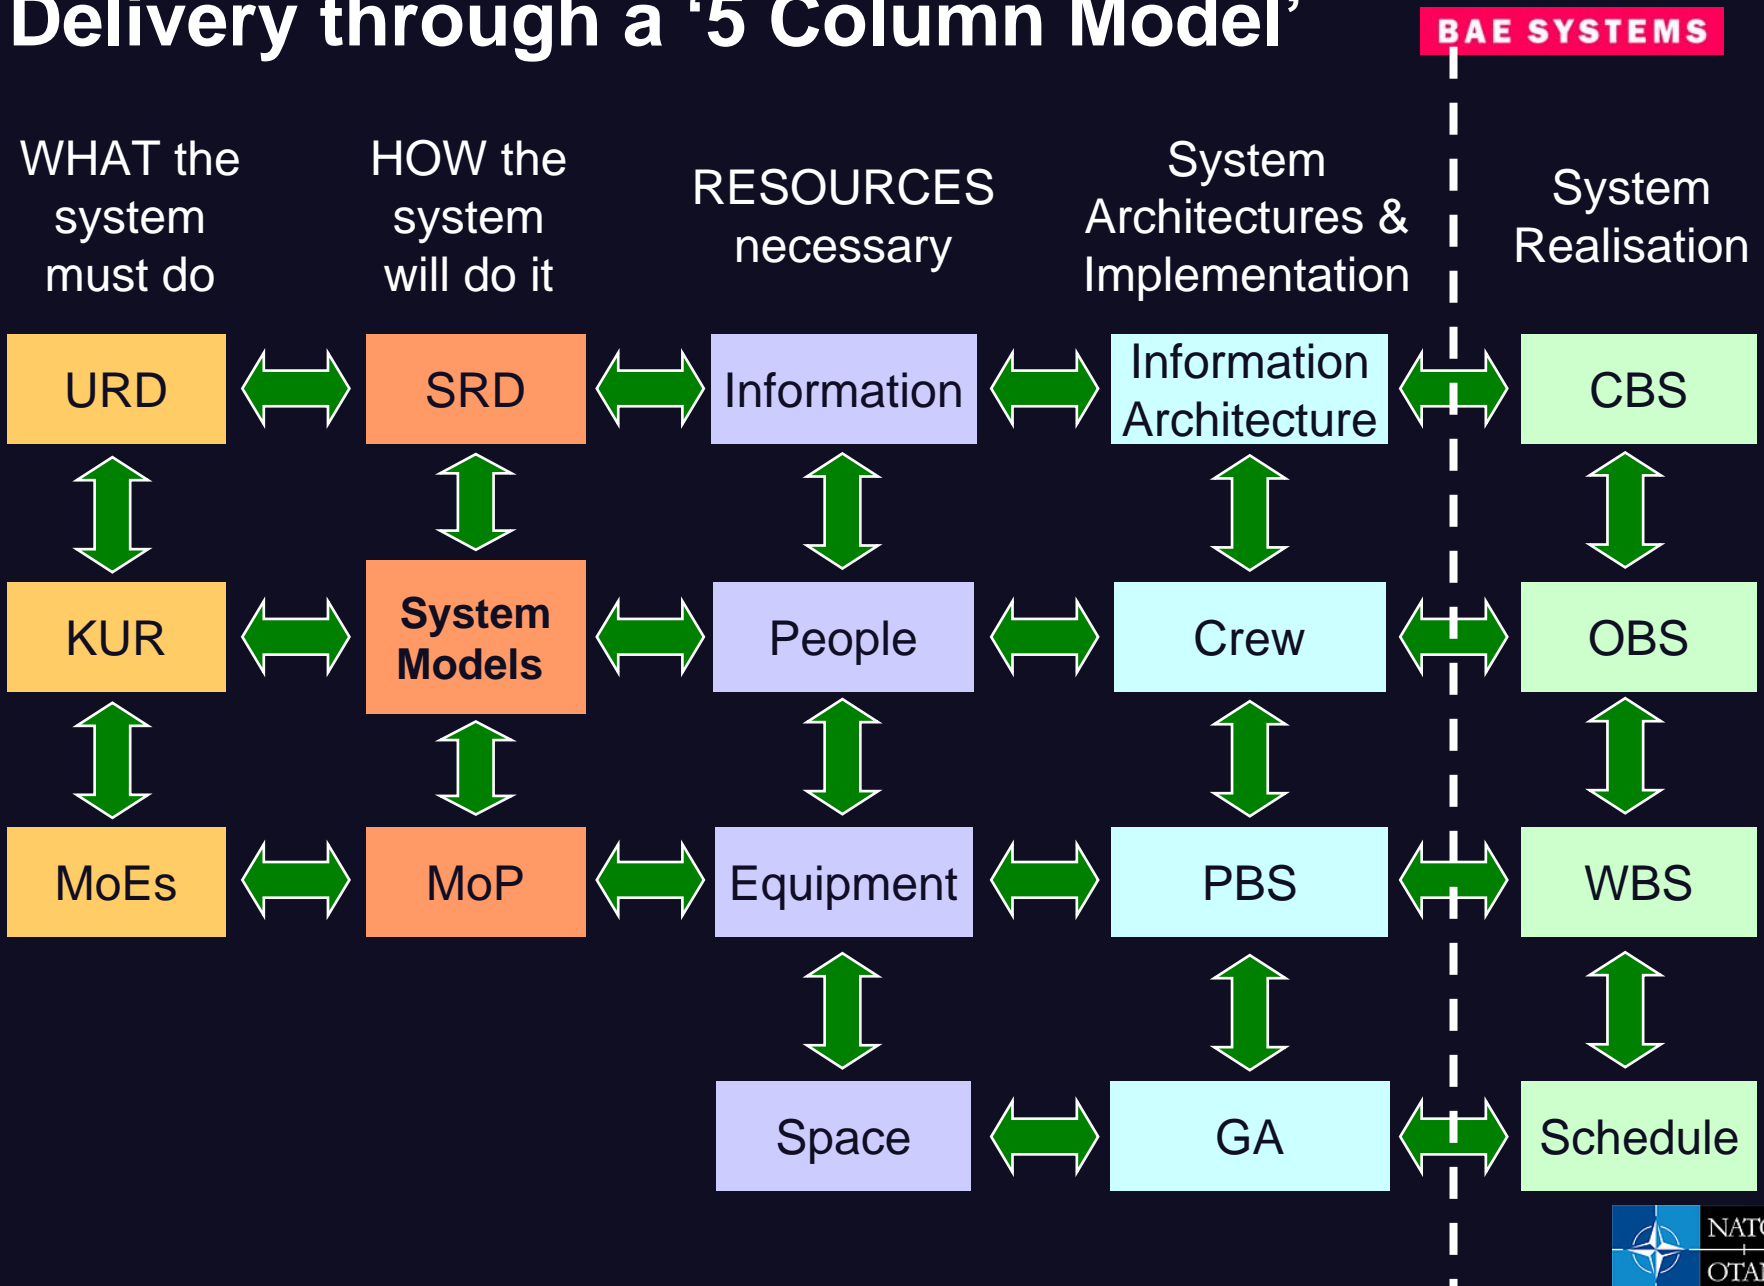 Delivery through a ‘5 Column Model’
BAE SYSTEMS
WHAT the
system
must do
HOW the
system
will do it
RESOURCES
necessary
System
Architectures &
Implementation
System
Realisation
URD
SRD
Information
Information
Architecture
CBS
KUR
System
Models
People
Crew
OBS
MoEs
MoP
Equipment
PBS
WBS
Space
GA
Schedule
NATO
OTAN